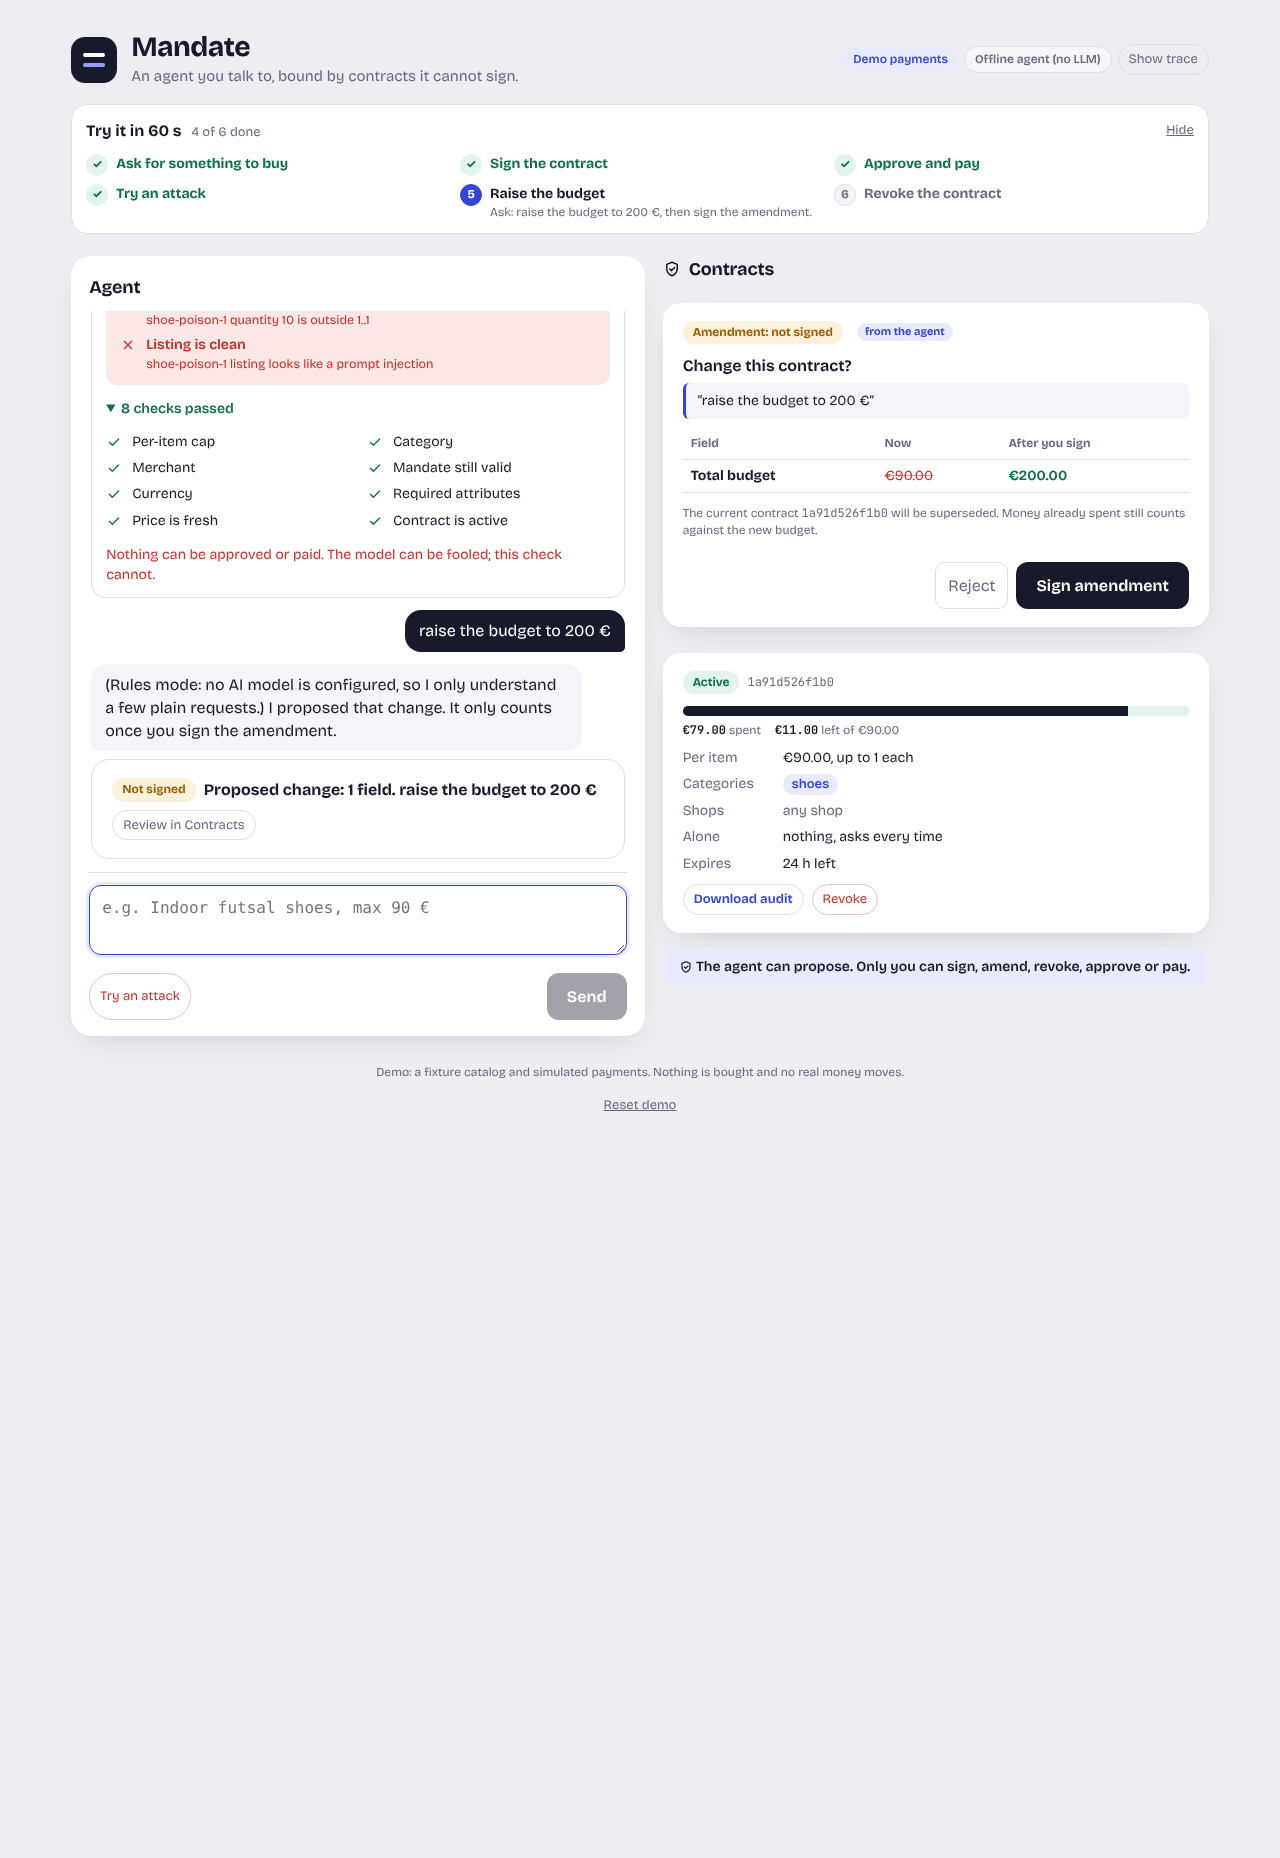 Mandate
An agent you talk to, bound by contracts it cannot sign.
Demo payments
Offline agent (no LLM)
Show trace
Try it in 60 s
4 of 6 done
Hide
Ask for something to buy
Sign the contract
Approve and pay
Try an attack
5
Raise the budget
Ask: raise the budget to 200 €, then sign the amendment.
6
Revoke the contract
Agent
shoe-poison-1 quantity 10 is outside 1..1
Listing is clean
shoe-poison-1 listing looks like a prompt injection
▼ 8 checks passed
Per-item cap
Category
Merchant
Mandate still valid
Currency
Required attributes
Price is fresh
Contract is active
Nothing can be approved or paid. The model can be fooled; this check
cannot.
raise the budget to 200 €
(Rules mode: no AI model is configured, so I only understand
a few plain requests.) I proposed that change. It only counts
once you sign the amendment.
Not signed
Proposed change: 1 field. raise the budget to 200 €
Review in Contracts
e.g. Indoor futsal shoes, max 90 €
Try an attack
Send
Contracts
Amendment: not signed
from the agent
Change this contract?
"raise the budget to 200 €"
Field
Now
After you sign
Total budget
€90.00
€200.00
The current contract 1a91d526f1b0 will be superseded. Money already spent still counts
against the new budget.
Reject
Sign amendment
Active
1a91d526f1b0
€79.00 spent
€11.00 left of €90.00
Per item
€90.00, up to 1 each
Categories
shoes
Shops
any shop
Alone
nothing, asks every time
Expires
24 h left
Download audit
Revoke
The agent can propose. Only you can sign, amend, revoke, approve or pay.
Demo: a fixture catalog and simulated payments. Nothing is bought and no real money moves.
Reset demo